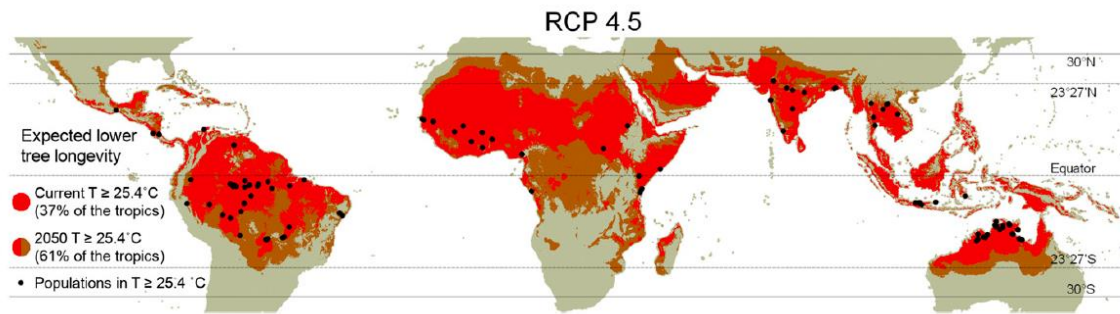 RCP 4.5
30°N
23°27'N
Expected lower
tree longevity
Equator
Current T ≥ 25.4°C
(37% of the tropics)
2050 T ≥ 25.4°C
(61% of the tropics)
23°27'S
Populations in T ≥ 25.4 °C
30°S